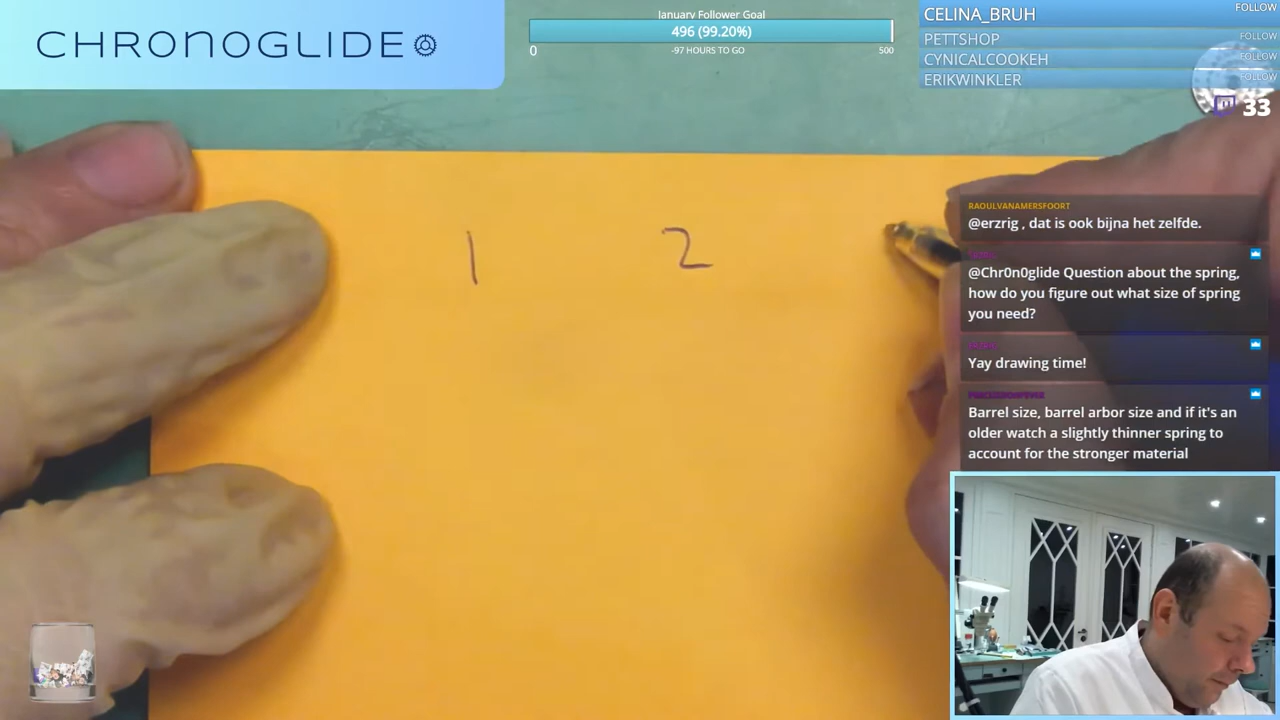 CHRONOGLIDE
January Follower Goal
496 (99.20%)
0
-97 HOURS TO GO
500
CELINA_BRUH FOLLOW
PETTSHOP FOLLOW
CYNICALCOOKEH FOLLOW
ERIKWINKLER FOLLOW
33
1 2
RAOULVANAMERSFOORT
@erzrig , dat is ook bijna het zelfde.
@Chr0n0glide Question about the spring,
how do you figure out what size of spring
you need?
Yay drawing time!
Barrel size, barrel arbor size and if it's an
older watch a slightly thinner spring to
account for the stronger material